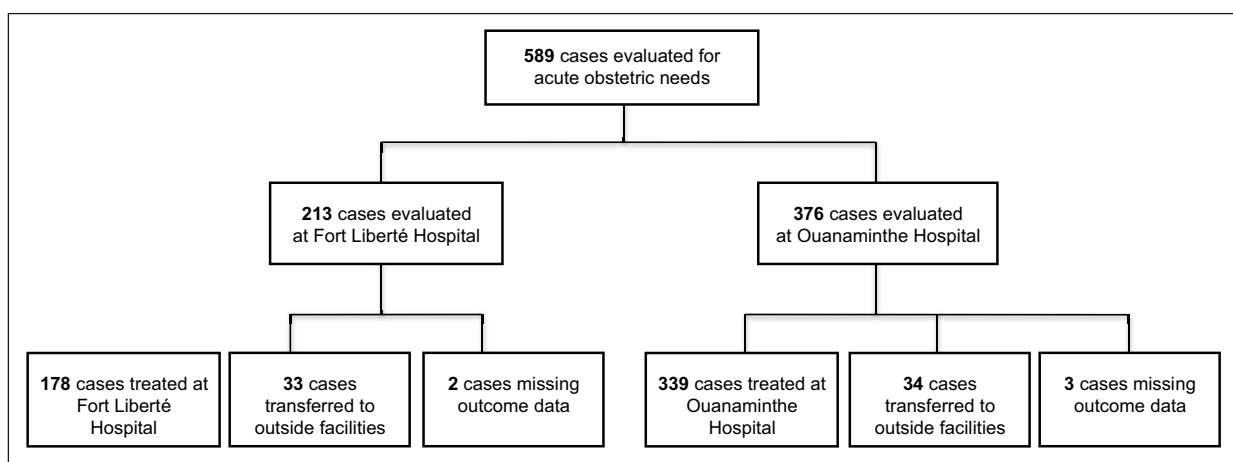 589 cases evaluated for
acute obstetric needs
213 cases evaluated
at Fort Liberté Hospital
376 cases evaluated
at Ouanaminthe Hospital
178 cases treated at
Fort Liberté
Hospital
33 cases
transferred to
outside facilities
2 cases missing
outcome data
339 cases treated at
Ouanaminthe
Hospital
34 cases
transferred to
outside facilities
3 cases missing
outcome data